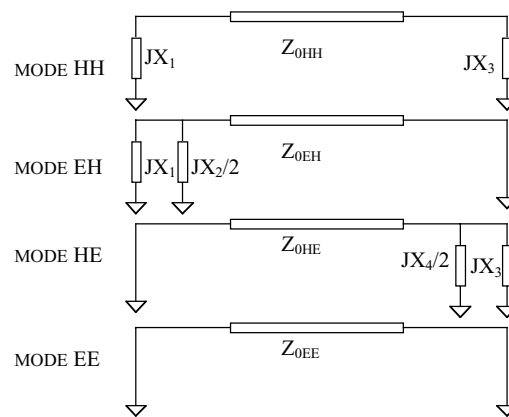 Z₀HH
JX₁
JX₃
MODE HH
Z₀EH
JX₁
JX₂/2
MODE EH
Z₀HE
JX₄/2
JX₃
MODE HE
Z₀EE
MODE EE